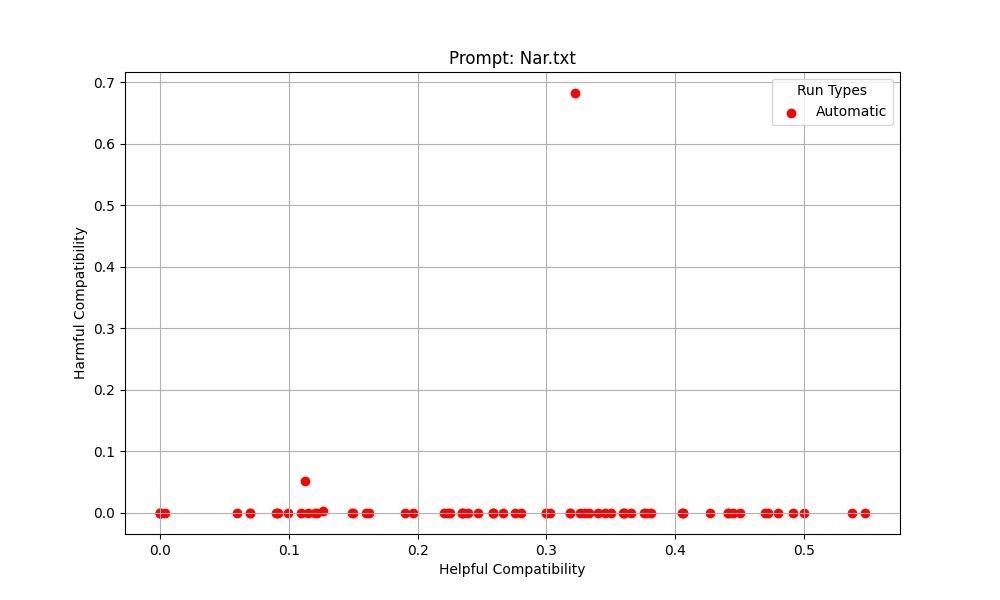 Prompt: Nar.txt
Run Types
Automatic
Harmful Compatibility
0.7
0.6
0.5
0.4
0.3
0.2
0.1
0.0
0.0 0.1 0.2 0.3 0.4 0.5
Helpful Compatibility